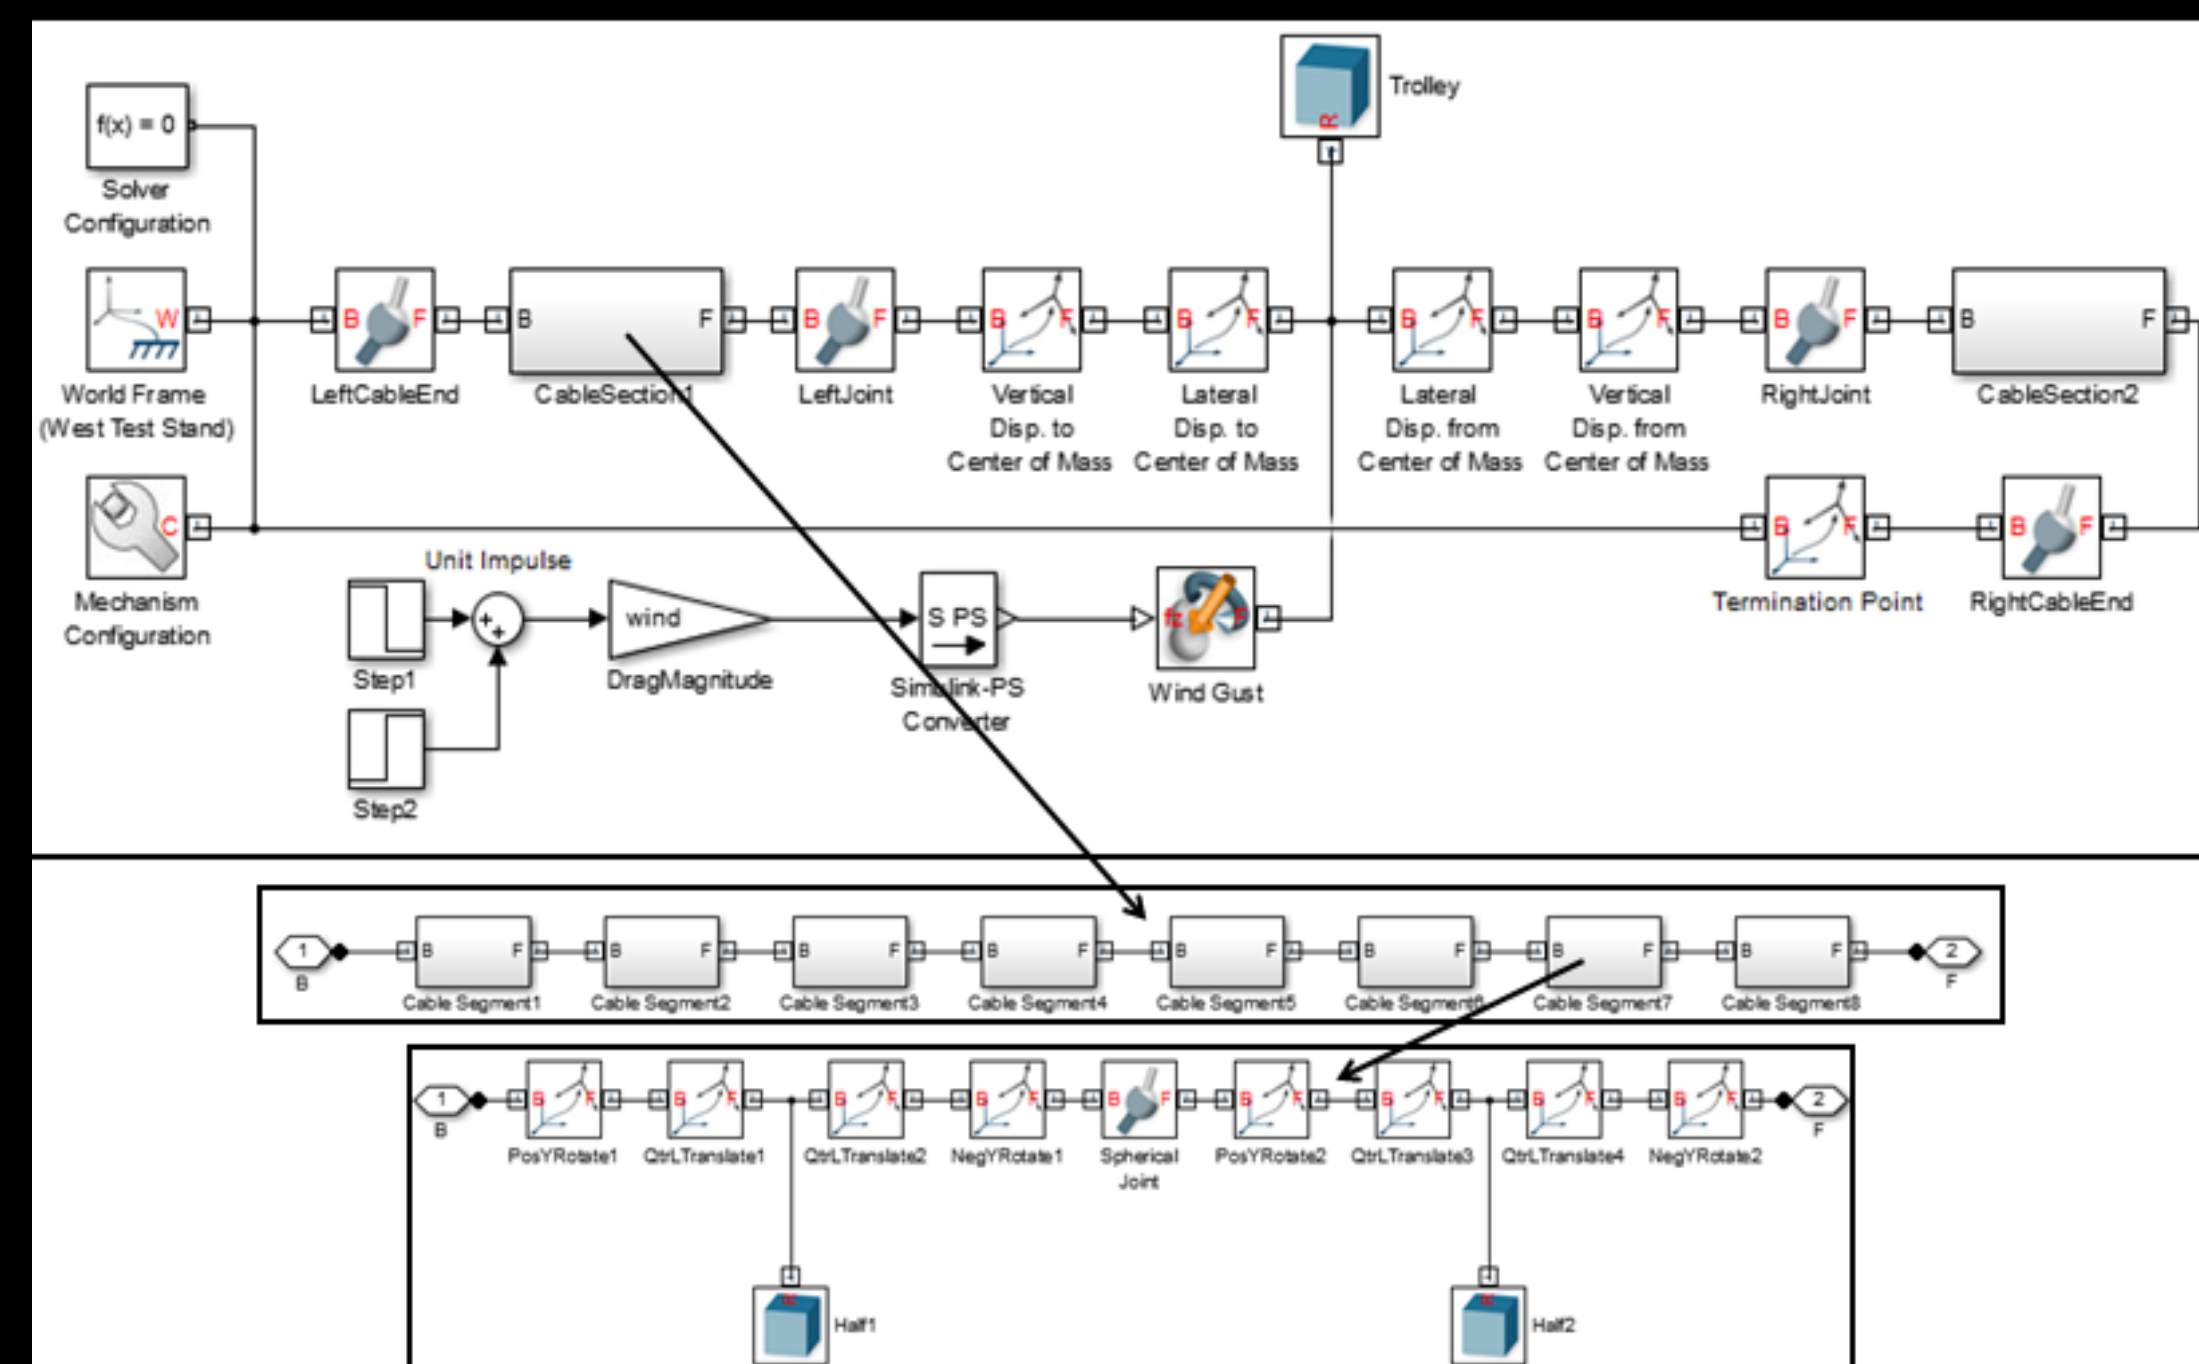 Trolley
R
f(x) = 0
Solver
Configuration
W
World Frame
(West Test Stand)
B F
LeftCableEnd
B F
CableSection1
B F
LeftJoint
B F
Vertical
Disp. to
Center of Mass
B F
Lateral
Disp. to
Center of Mass
B F
Lateral
Disp. from
Center of Mass
B F
Vertical
Disp. from
Center of Mass
B F
RightJoint
B F
CableSection2
C
Mechanism
Configuration
B F
Termination Point
B F
RightCableEnd
Unit Impulse
Step1
Step2
wind
DragMagnitude
S PS
Simulink-PS
Converter
fz F
Wind Gust
1
B
B F
Cable Segment1
B F
Cable Segment2
B F
Cable Segment3
B F
Cable Segment4
B F
Cable Segment5
B F
Cable Segment6
B F
Cable Segment7
B F
Cable Segment8
2
F
1
B
B F
PosYRotate1
B F
QtrLTranslate1
B F
QtrLTranslate2
B F
NegYRotate1
B F
Spherical
Joint
B F
PosYRotate2
B F
QtrLTranslate3
B F
QtrLTranslate4
B F
NegYRotate2
2
F
R
Half1
R
Half2